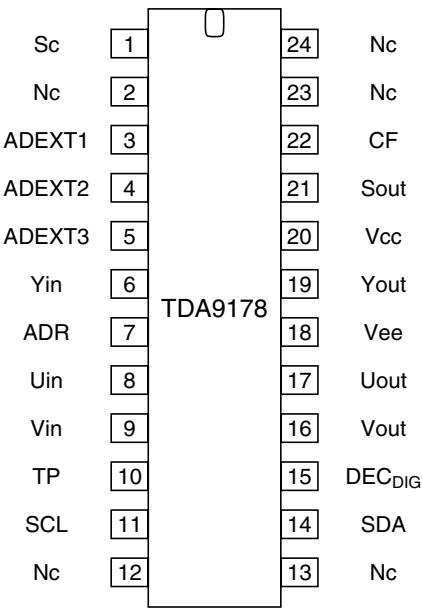 Sc 1 24 Nc
Nc 2 23 Nc
ADEXT1 3 22 CF
ADEXT2 4 21 Sout
ADEXT3 5 20 Vcc
Yin 6 19 Yout
TDA9178
ADR 7 18 Vee
Uin 8 17 Uout
Vin 9 16 Vout
TP 10 15 DECDIG
SCL 11 14 SDA
Nc 12 13 Nc